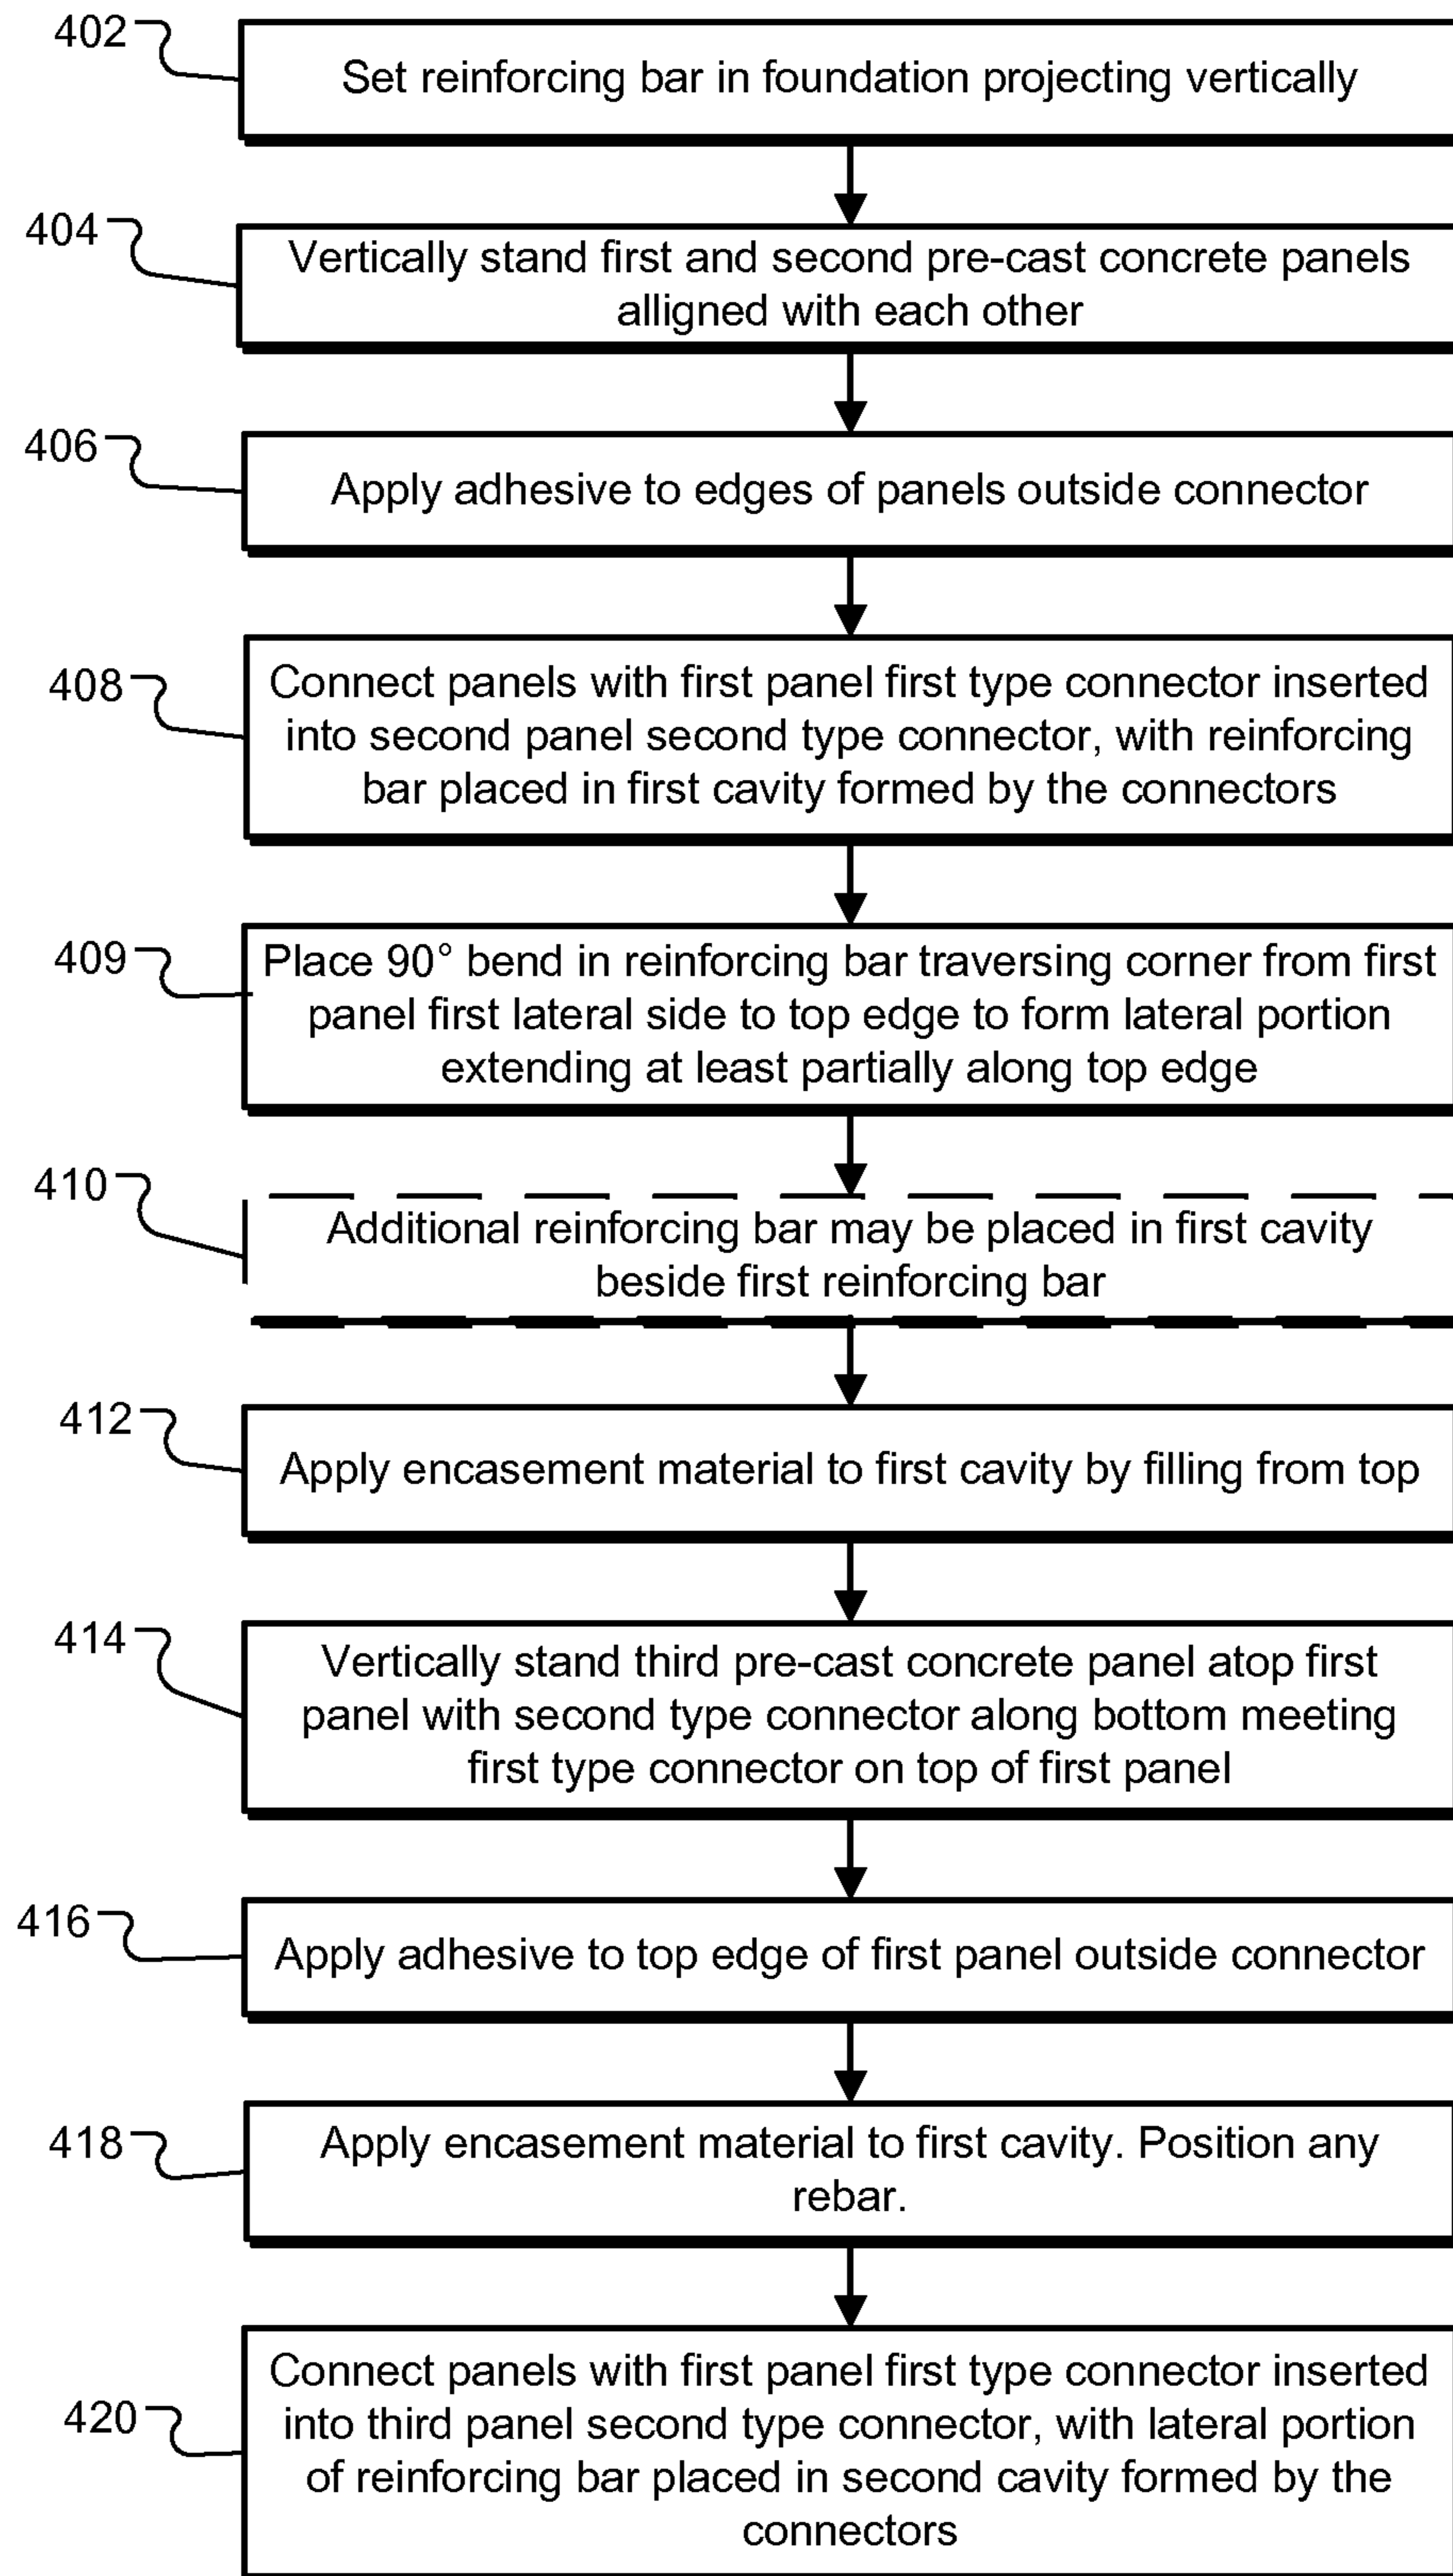 402
Set reinforcing bar in foundation projecting vertically
404
Vertically stand first and second pre-cast concrete panels
alligned with each other
406
Apply adhesive to edges of panels outside connector
408
Connect panels with first panel first type connector inserted
into second panel second type connector, with reinforcing
bar placed in first cavity formed by the connectors
409
Place 90° bend in reinforcing bar traversing corner from first
panel first lateral side to top edge to form lateral portion
extending at least partially along top edge
410
Additional reinforcing bar may be placed in first cavity
beside first reinforcing bar
412
Apply encasement material to first cavity by filling from top
414
Vertically stand third pre-cast concrete panel atop first
panel with second type connector along bottom meeting
first type connector on top of first panel
416
Apply adhesive to top edge of first panel outside connector
418
Apply encasement material to first cavity. Position any
rebar.
420
Connect panels with first panel first type connector inserted
into third panel second type connector, with lateral portion
of reinforcing bar placed in second cavity formed by the
connectors